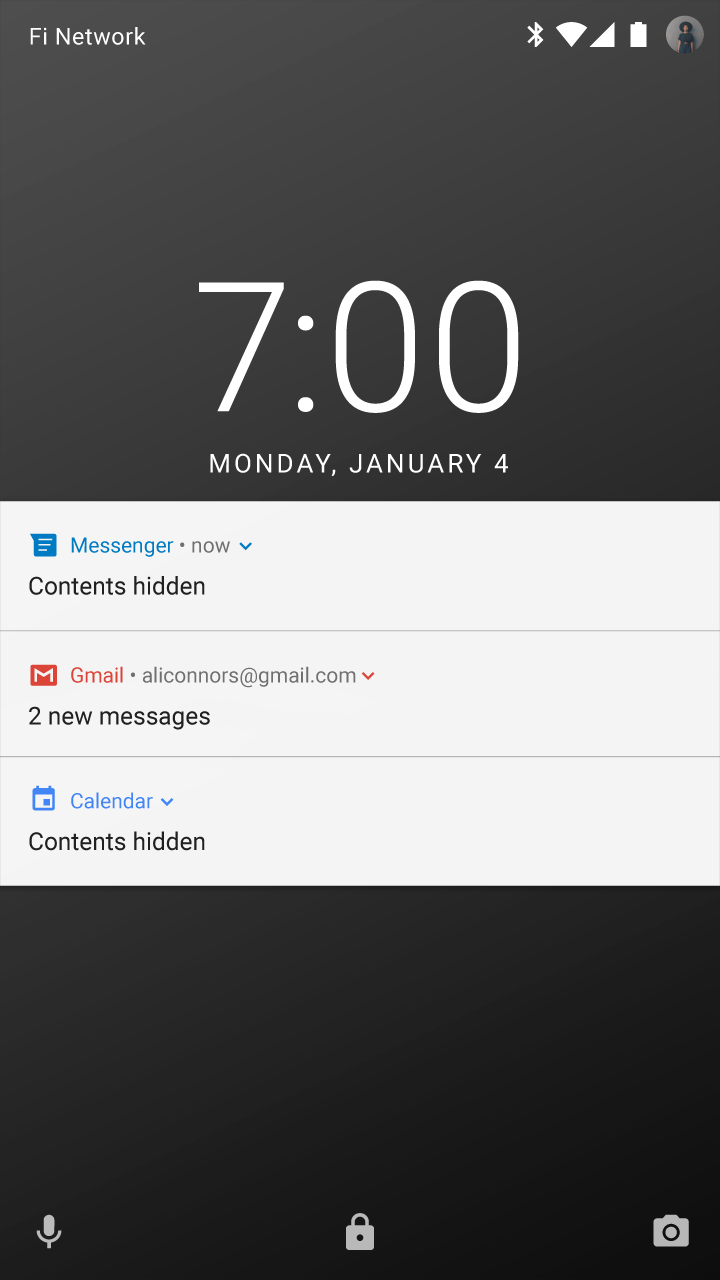 Fi Network
7:00
MONDAY, JANUARY 4
Messenger • now
Contents hidden
Gmail • aliconnors@gmail.com
2 new messages
Calendar
Contents hidden